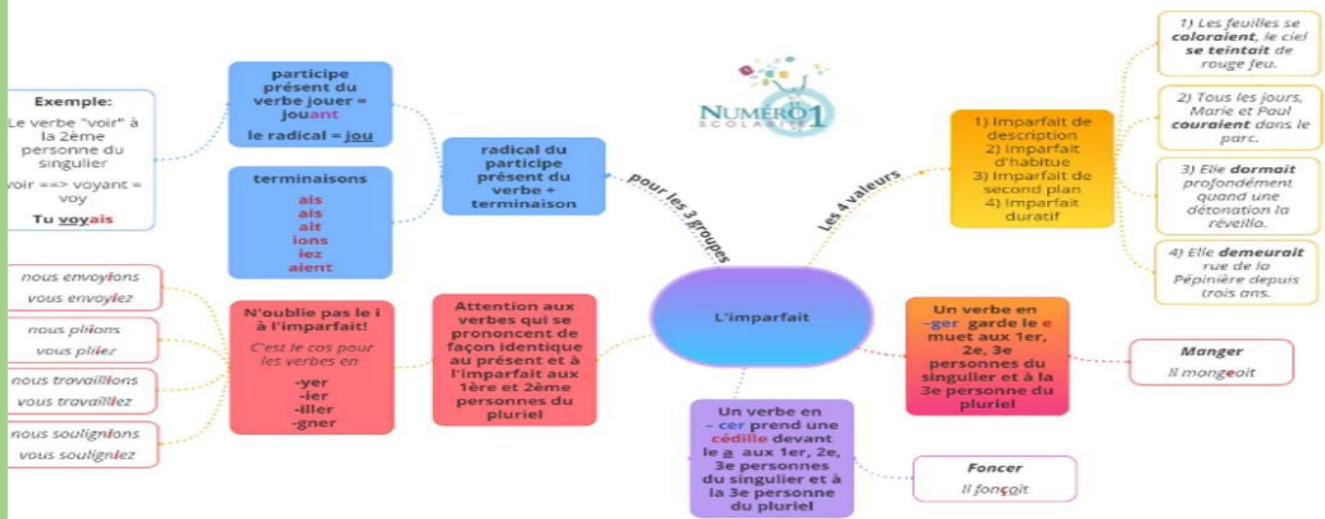 participe
présent du
verbe jouer =
jouant
le radical = jou
Exemple:
Le verbe "voir" à
la 2ème
personne du
singulier
voir ==> voyant =
voy
Tu voyais
radical du
participe
présent du
verbe +
terminaison
terminaisons
ais
ais
ait
ions
iez
aient
pour les 3 groupes
NUMÉRO1
SCOLARITÉ
Les 4 valeurs
1) Imparfait de
description
2) Imparfait
d'habitue
3) Imparfait de
second plan
4) Imparfait
duratif
1) Les feuilles se
coloraient, le ciel
se teintait de
rouge feu.
2) Tous les jours,
Marie et Paul
couraient dans le
parc.
3) Elle dormait
profondément
quand une
détonation la
réveilla.
4) Elle demeurait
rue de la
Pépinière depuis
trois ans.
L'imparfait
Attention aux
verbes qui se
prononcent de
façon identique
au présent et à
l'imparfait aux
1ère et 2ème
personnes du
pluriel
N'oublie pas le i
à l'imparfait!
C'est le cas pour
les verbes en
-yer
-ier
-iller
-gner
nous envoyions
vous envoyiez
nous pliions
vous pliiez
nous travaillions
vous travailliez
nous soulignions
vous souligniez
Un verbe en
–ger garde le e
muet aux 1er,
2e, 3e
personnes du
singulier et à la
3e personne du
pluriel
Manger
Il mangeait
Un verbe en
– cer prend une
cédille devant
le a aux 1er, 2e,
3e personnes
du singulier et à
la 3e personne
du pluriel
Foncer
Il fonçait